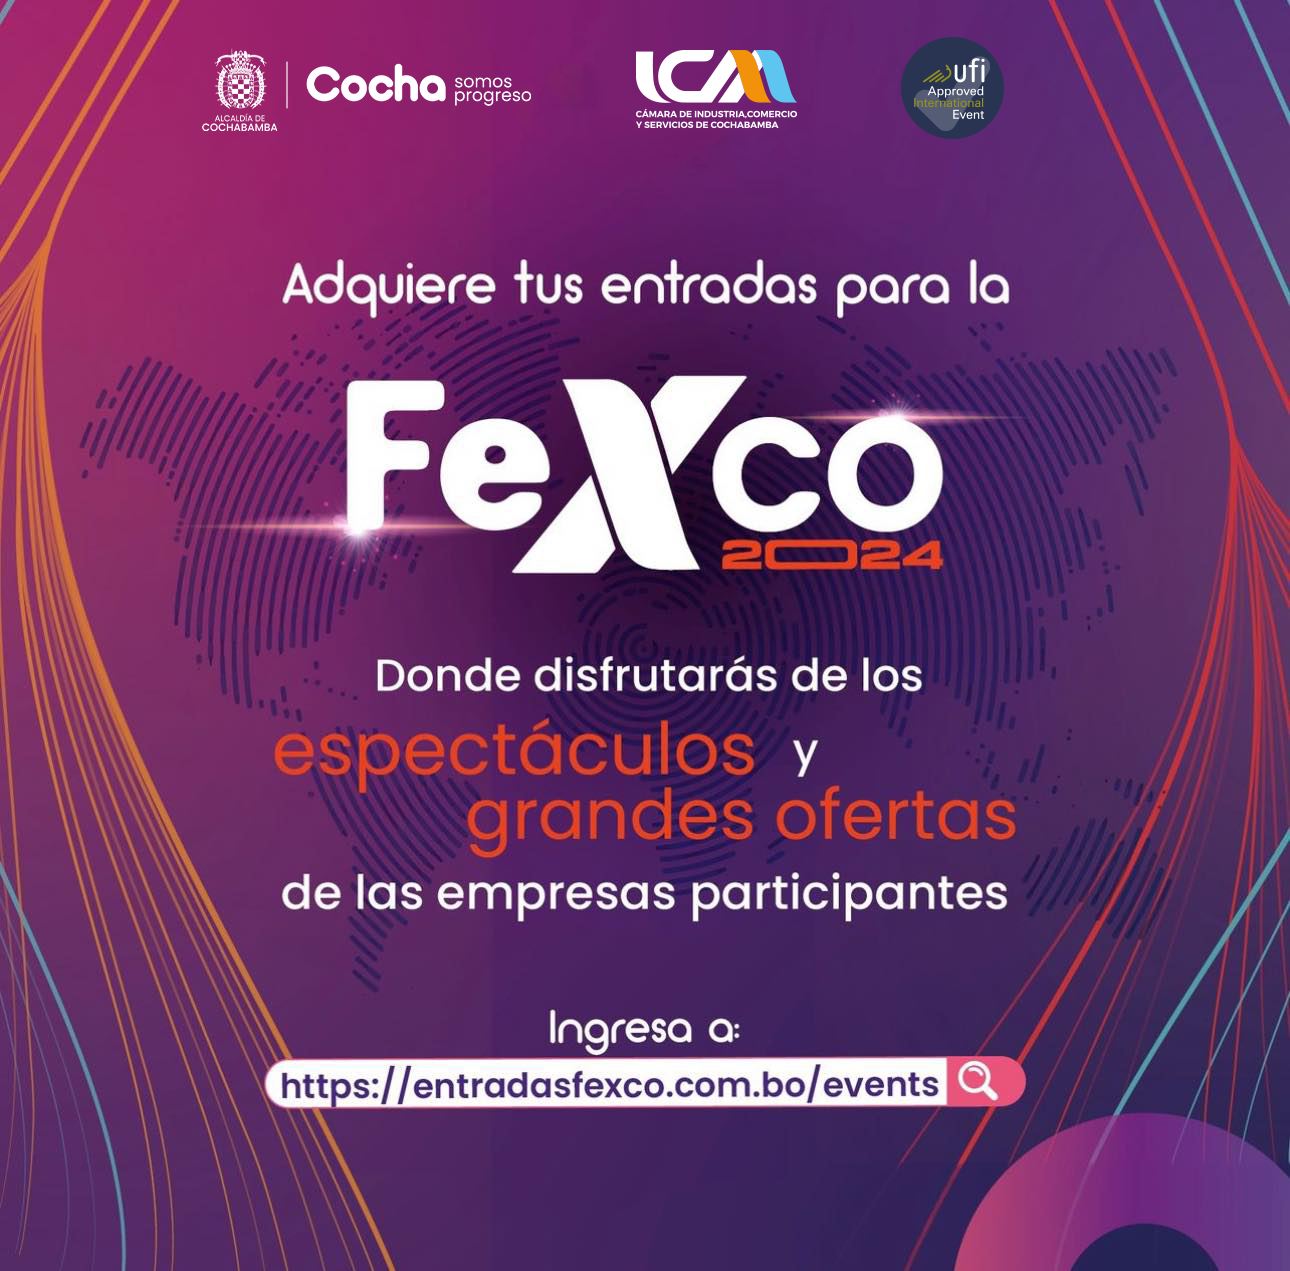 ALCALDÍA DE
COCHABAMBA
Cocha somos
progreso
ICAM
CÁMARA DE INDUSTRIA,COMERCIO
Y SERVICIOS DE COCHABAMBA
ufi
Approved
International
Event
Adquiere tus entradas para la
FeXco
2024
Donde disfrutarás de los
espectáculos y
grandes ofertas
de las empresas participantes
Ingresa a:
https://entradasfexco.com.bo/events